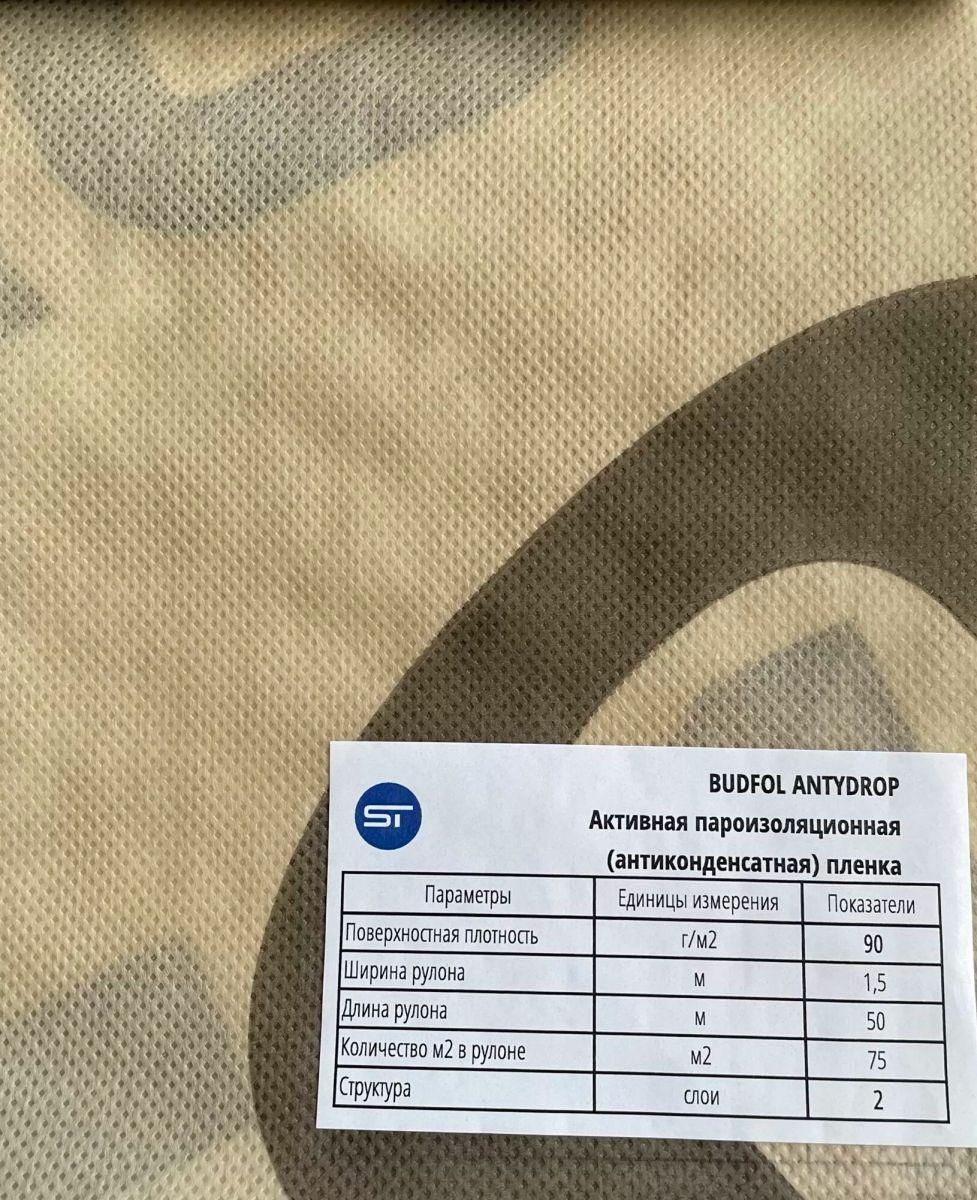 ST
BUDFOL ANTYDROP
Активная пароизоляционная
(антиконденсатная) пленка
Параметры Единицы измерения Показатели
Поверхностная плотность г/м2 90
Ширина рулона м 1,5
Длина рулона м 50
Количество м2 в рулоне м2 75
Структура слои 2